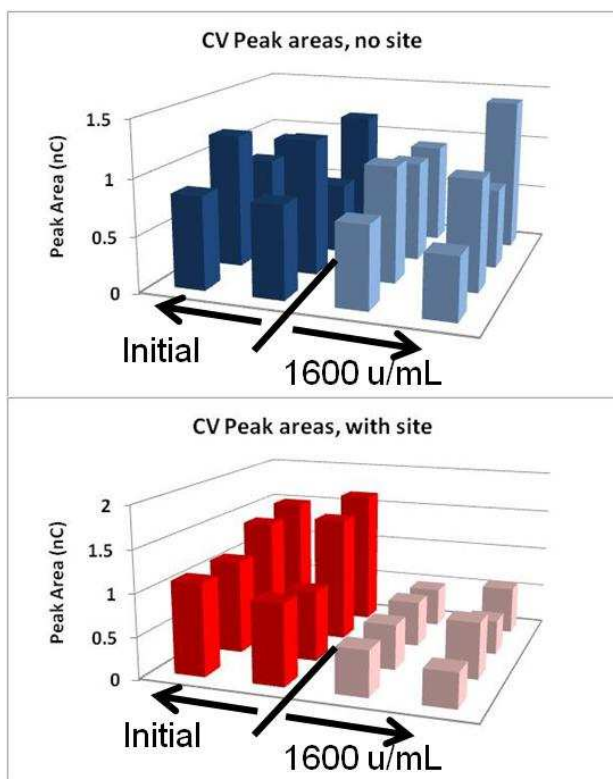 CV Peak areas, no site
Peak Area (nC)
1.5
1
0.5
0
Initial
1600 u/mL
CV Peak areas, with site
Peak Area (nC)
2
1.5
1
0.5
0
Initial
1600 u/mL